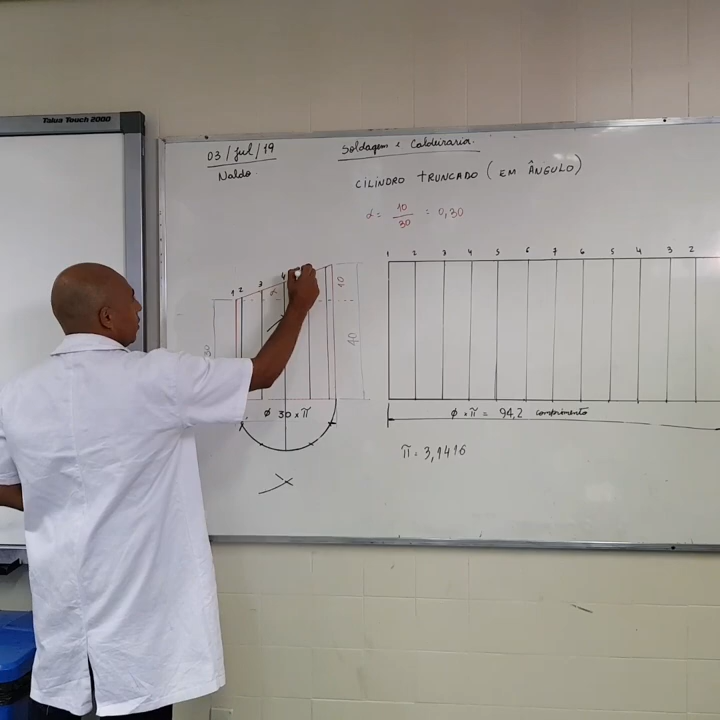 Talua Touch 2000
03/Jul/19
Soldagem e Caldeiraria.
Naldo.
CILINDRO TRUNCADO (EM ÂNGULO)
α = 10/30 = 0,30
1 2 3 4
α
10
40
ø 30 × π
1 2 3 4 5 6 7 6 5 4 3 2
ø × π = 94,2 comprimento
π = 3,1416